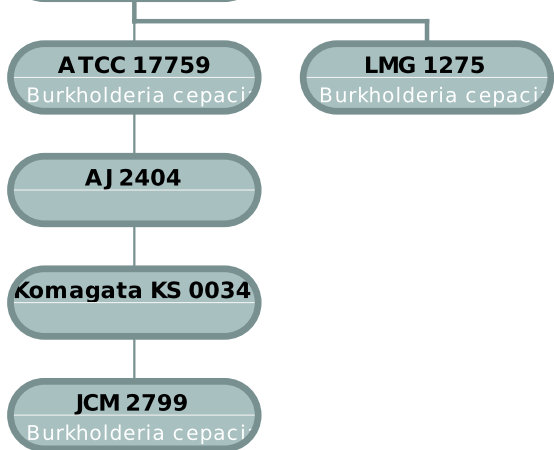 ATCC 17759
Burkholderia cepaci
LMG 1275
Burkholderia cepaci
AJ 2404
Komagata KS 0034
JCM 2799
Burkholderia cepaci